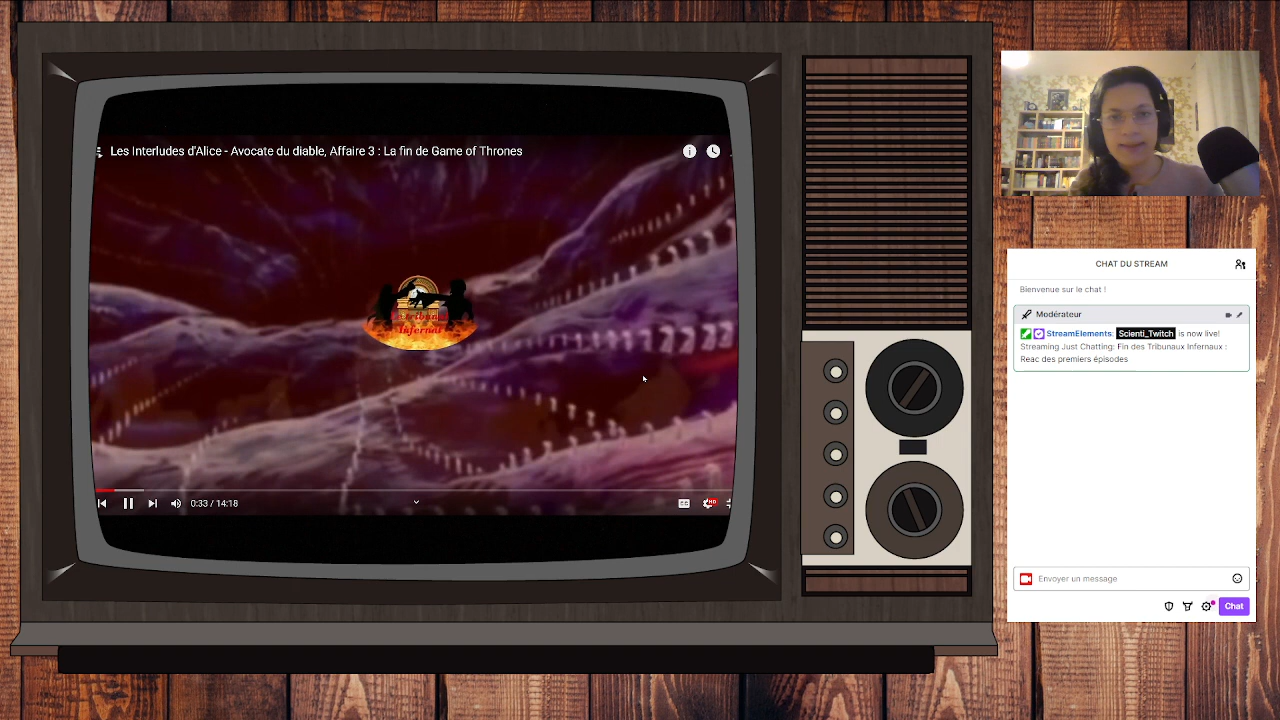 Les Interludes d'Alice - Avocate du diable, Affaire 3 : La fin de Game of Thrones
Infernal
0:33 / 14:18
HD
CHAT DU STREAM
Bienvenue sur le chat !
Modérateur
StreamElements: Scienti_Twitch is now live!
Streaming Just Chatting: Fin des Tribunaux Infernaux :
Reac des premiers épisodes
Envoyer un message
Chat